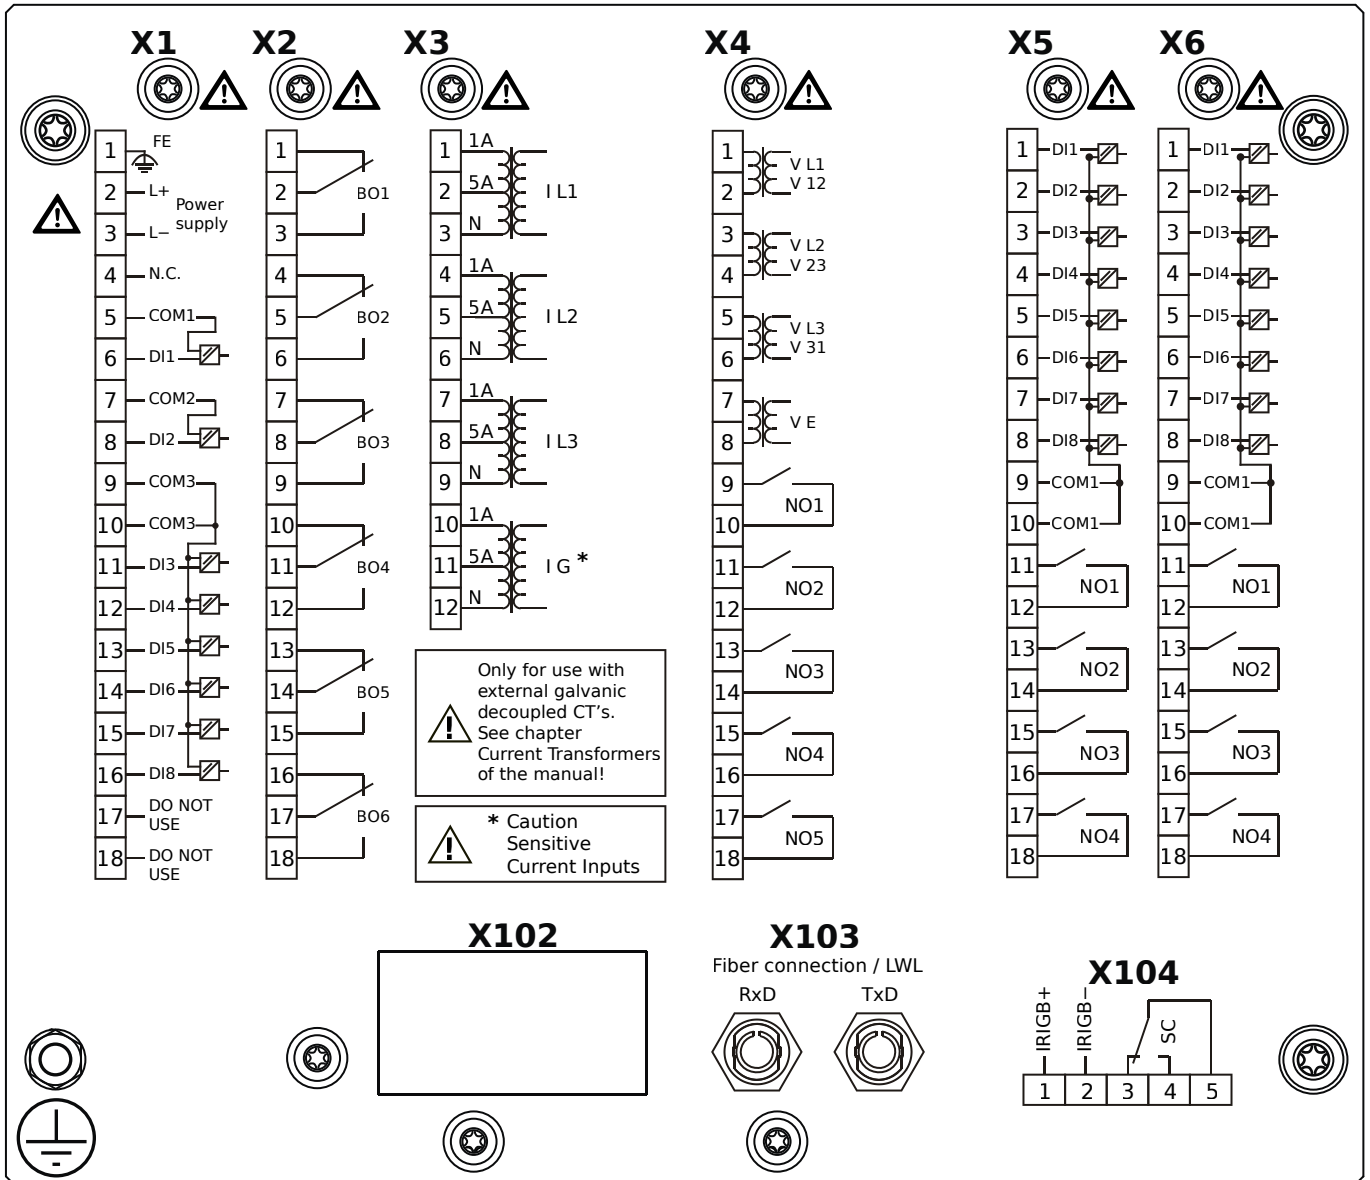 X1
1
FE
2
L+
Power
supply
3
L−
4
N.C.
5
COM1
6
DI1
7
COM2
8
DI2
9
COM3
10
COM3
11
DI3
12
DI4
13
DI5
14
DI6
15
DI7
16
DI8
17
DO NOT
USE
18
DO NOT
USE
X2
1
2
BO1
3
4
5
BO2
6
7
8
BO3
9
10
11
BO4
12
13
14
BO5
15
16
17
BO6
18
X3
1
1A
2
5A
I L1
3
N
4
1A
5
5A
I L2
6
N
7
1A
8
5A
I L3
9
N
10
1A
11
5A
I G *
12
N
Only for use with
external galvanic
decoupled CT's.
See chapter
Current Transformers
of the manual!
* Caution
Sensitive
Current Inputs
X4
1
V L1
V 12
2
3
V L2
V 23
4
5
V L3
V 31
6
7
V E
8
9
NO1
10
11
NO2
12
13
NO3
14
15
NO4
16
17
NO5
18
X5
1
DI1
2
DI2
3
DI3
4
DI4
5
DI5
6
DI6
7
DI7
8
DI8
9
COM1
10
COM1
11
NO1
12
13
NO2
14
15
NO3
16
17
NO4
18
X6
1
DI1
2
DI2
3
DI3
4
DI4
5
DI5
6
DI6
7
DI7
8
DI8
9
COM1
10
COM1
11
NO1
12
13
NO2
14
15
NO3
16
17
NO4
18
X102
X103
Fiber connection / LWL
RxD
TxD
X104
IRIGB+
IRIGB−
SC
1 2 3 4 5